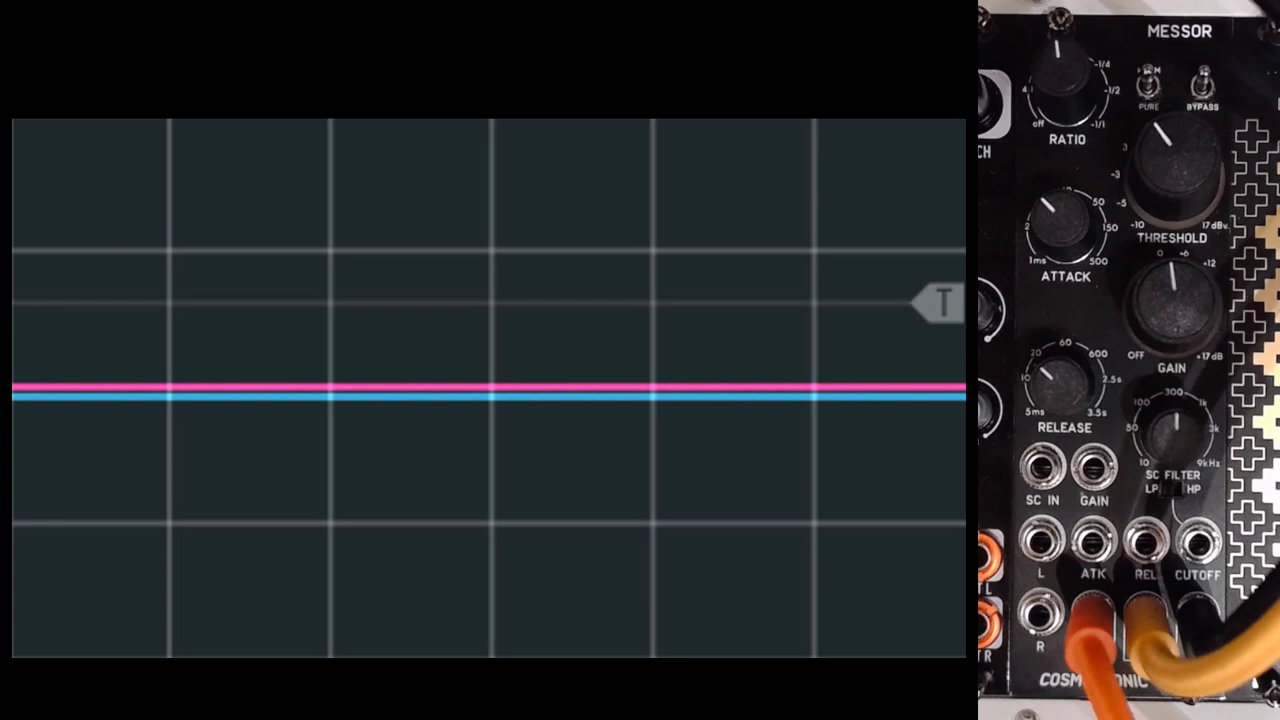 T
MESSOR
-1/4
-1/2
-1/1
off
4
RATIO
PURE
BYPASS
CH
3
-3
-5
-10
17dBv
THRESHOLD
50
150
2
1ms
500
ATTACK
0
+6
+12
OFF
+17dB
GAIN
60
20
600
10
2.5s
5ms
3.5s
RELEASE
300
100
1k
50
3k
10
9kHz
SC FILTER
LP
HP
SC IN
GAIN
L
ATK
REL
CUTOFF
R